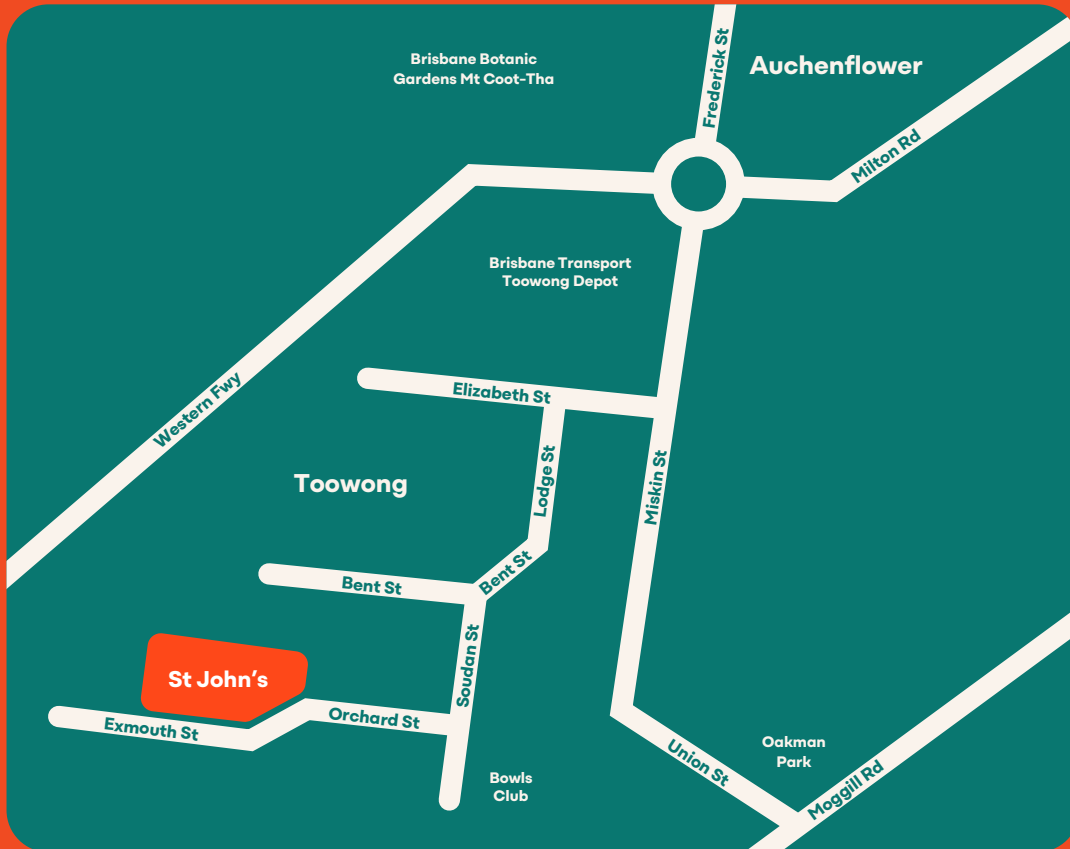 Brisbane Botanic
Gardens Mt Coot-Tha
Frederick St
Auchenflower
Milton Rd
Brisbane Transport
Toowong Depot
Western Fwy
Elizabeth St
Lodge St
Miskin St
Toowong
Bent St
Bent St
Soudan St
St John’s
Exmouth St
Orchard St
Bowls
Club
Union St
Oakman
Park
Moggill Rd